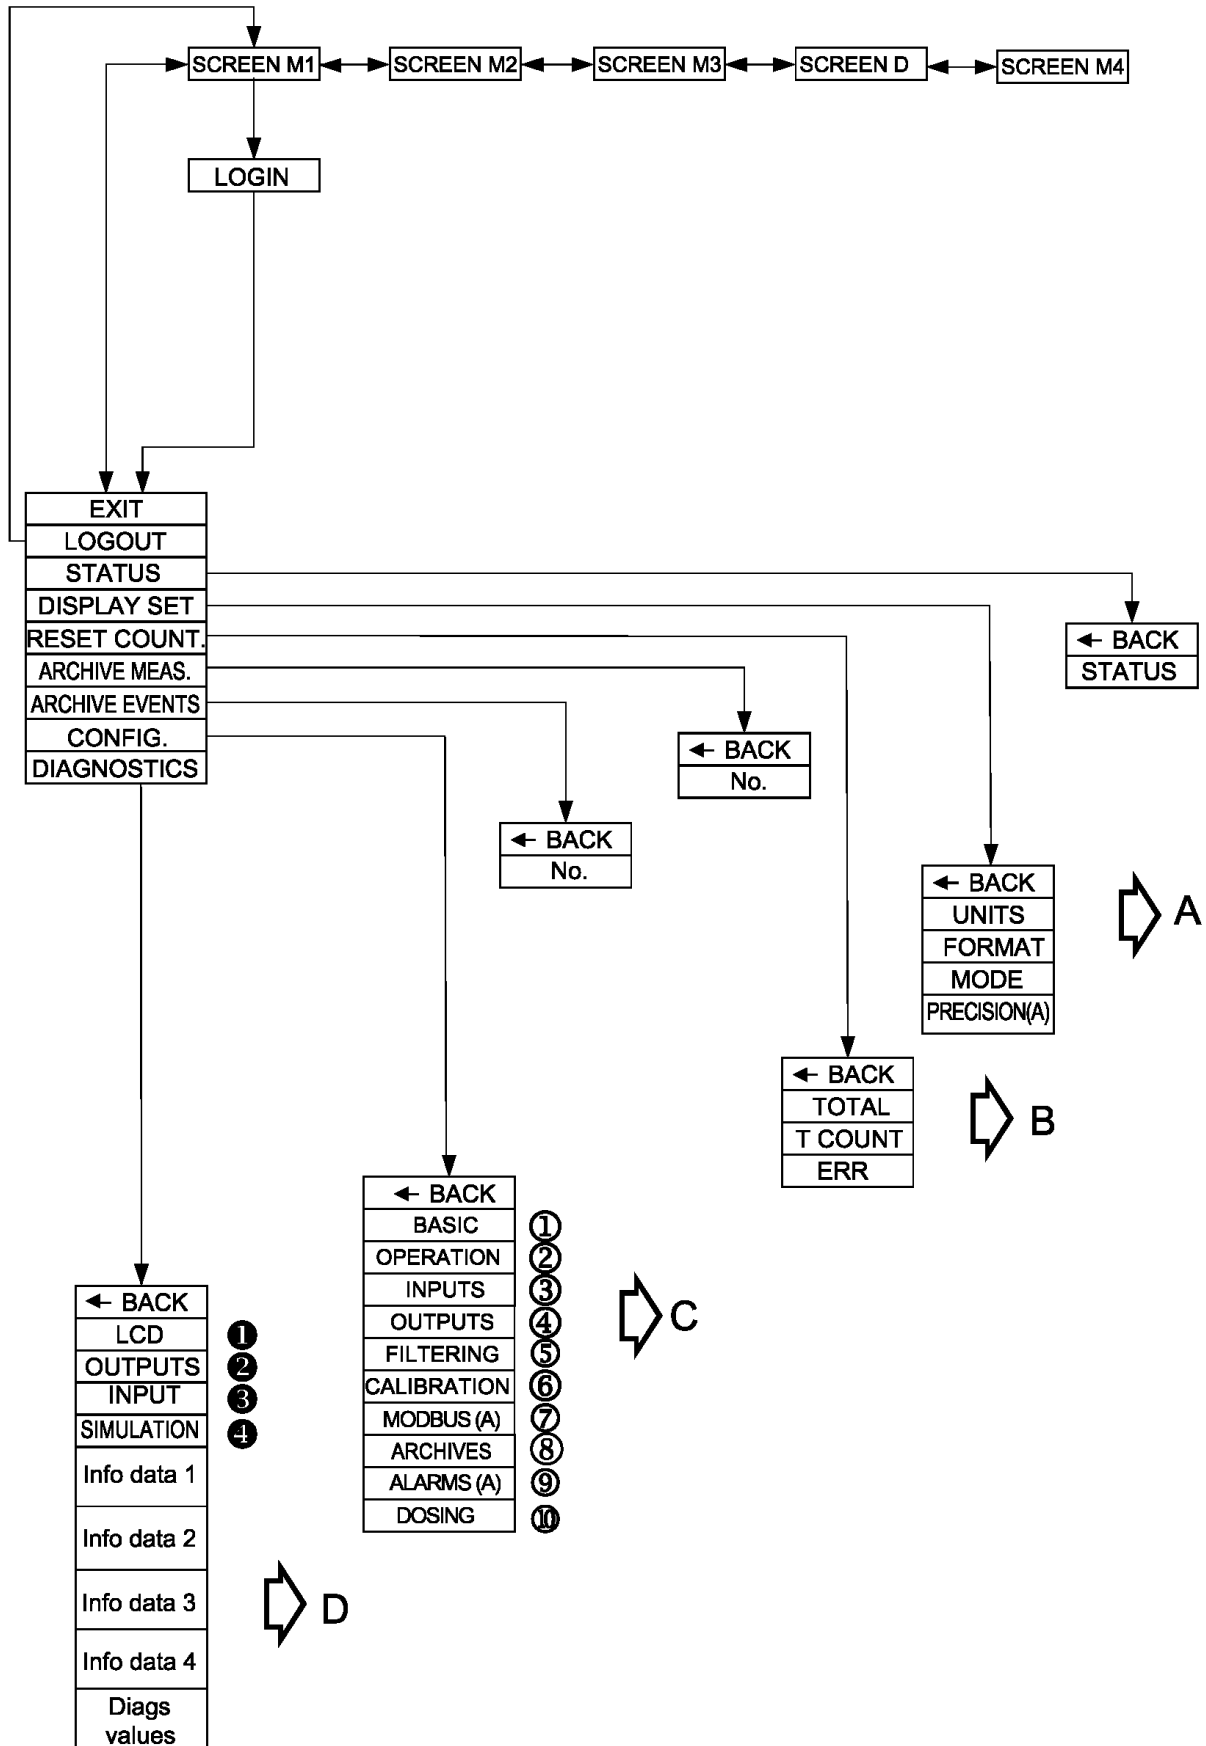 SCREEN M1
SCREEN M2
SCREEN M3
SCREEN D
SCREEN M4
LOGIN
EXIT
LOGOUT
STATUS
DISPLAY SET
RESET COUNT.
ARCHIVE MEAS.
ARCHIVE EVENTS
CONFIG.
DIAGNOSTICS
← BACK
STATUS
← BACK
No.
← BACK
No.
← BACK
UNITS
FORMAT
MODE
PRECISION(A)
A
← BACK
TOTAL
T COUNT
ERR
B
← BACK
BASIC ①
OPERATION ②
INPUTS ③
OUTPUTS ④
FILTERING ⑤
CALIBRATION ⑥
MODBUS (A) ⑦
ARCHIVES ⑧
ALARMS (A) ⑨
DOSING ⑩
C
← BACK
LCD ❶
OUTPUTS ❷
INPUT ❸
SIMULATION ❹
Info data 1
Info data 2
Info data 3
Info data 4
Diags
values
D